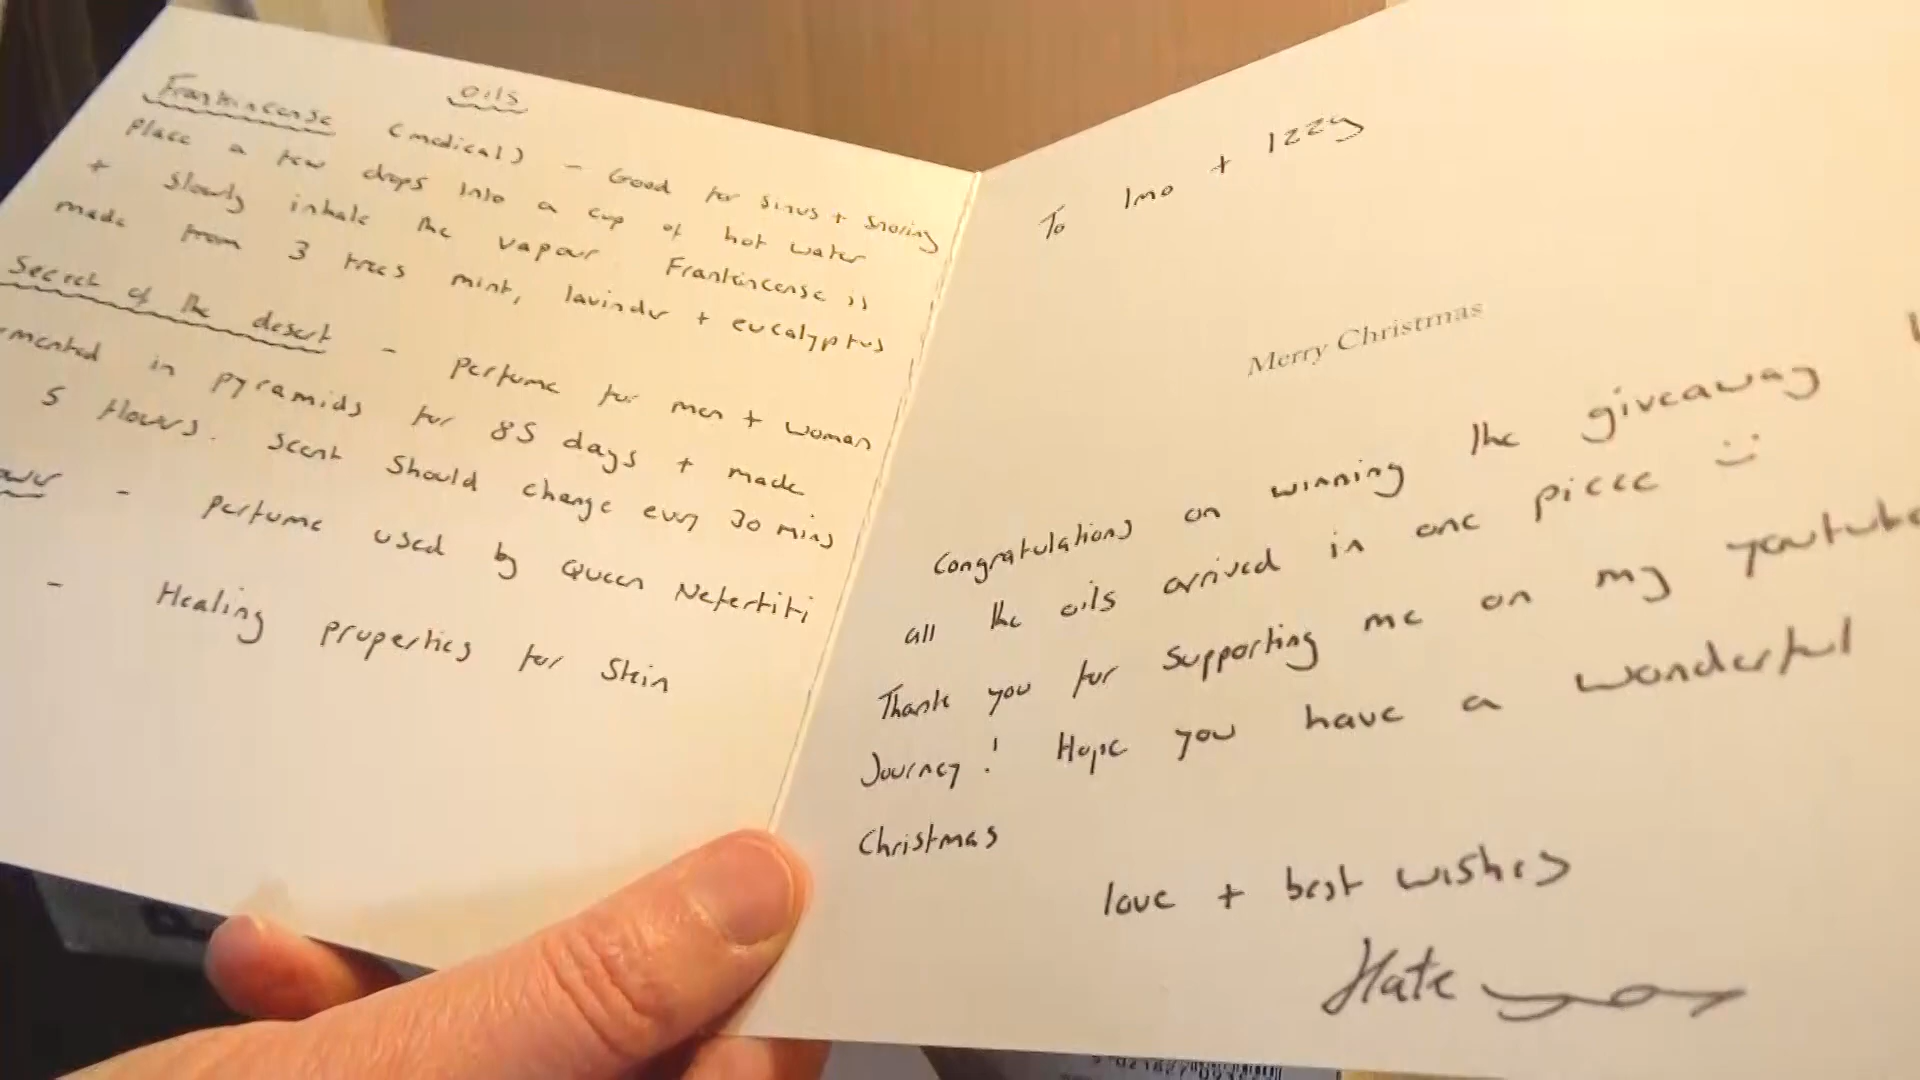 oils
Frankincense (medical) - Good for sinus + snoring
place a few drops into a cup of hot water
+ slowly inhale the vapour Frankincense is
made from 3 trees mint, lavinder + eucalyptus
Secret of the desert - perfume for men + woman
mented in pyramids for 85 days + made
5 flowers. scent should change evry 30 mins
ower - perfume used by Queen Nefertiti
- Healing properties for skin
To Imo + Izzy
Merry Christmas
Congratulations on winning the giveaway
all the oils arrived in one piece :)
Thank you for supporting me on my youtube
Journey! Hope you have a wonderful
Christmas
love + best wishes
Kate